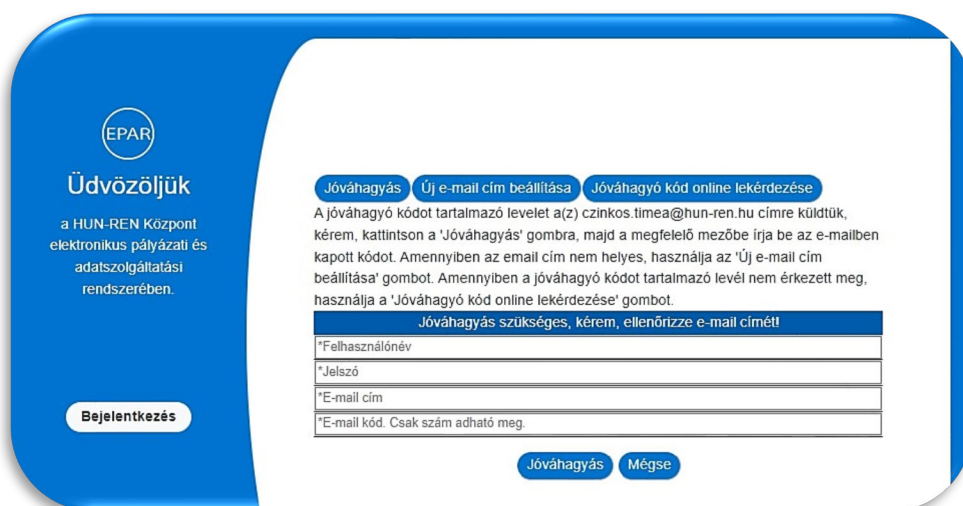 EPAR
Üdvözöljük
a HUN-REN Központ
elektronikus pályázati és
adatszolgáltatási
rendszerében.
Bejelentkezés
Jóváhagyás Új e-mail cím beállítása Jóváhagyó kód online lekérdezése
A jóváhagyó kódot tartalmazó levelet a(z) czinkos.timea@hun-ren.hu címre küldtük,
kérem, kattintson a 'Jóváhagyás' gombra, majd a megfelelő mezőbe írja be az e-mailben
kapott kódot. Amennyiben az email cím nem helyes, használja az 'Új e-mail cím
beállítása' gombot. Amennyiben a jóváhagyó kódot tartalmazó levél nem érkezett meg,
használja a 'Jóváhagyó kód online lekérdezése' gombot.
Jóváhagyás szükséges, kérem, ellenõrizze e-mail címét!
*Felhasználónév
*Jelszó
*E-mail cím
*E-mail kód. Csak szám adható meg.
Jóváhagyás Mégse